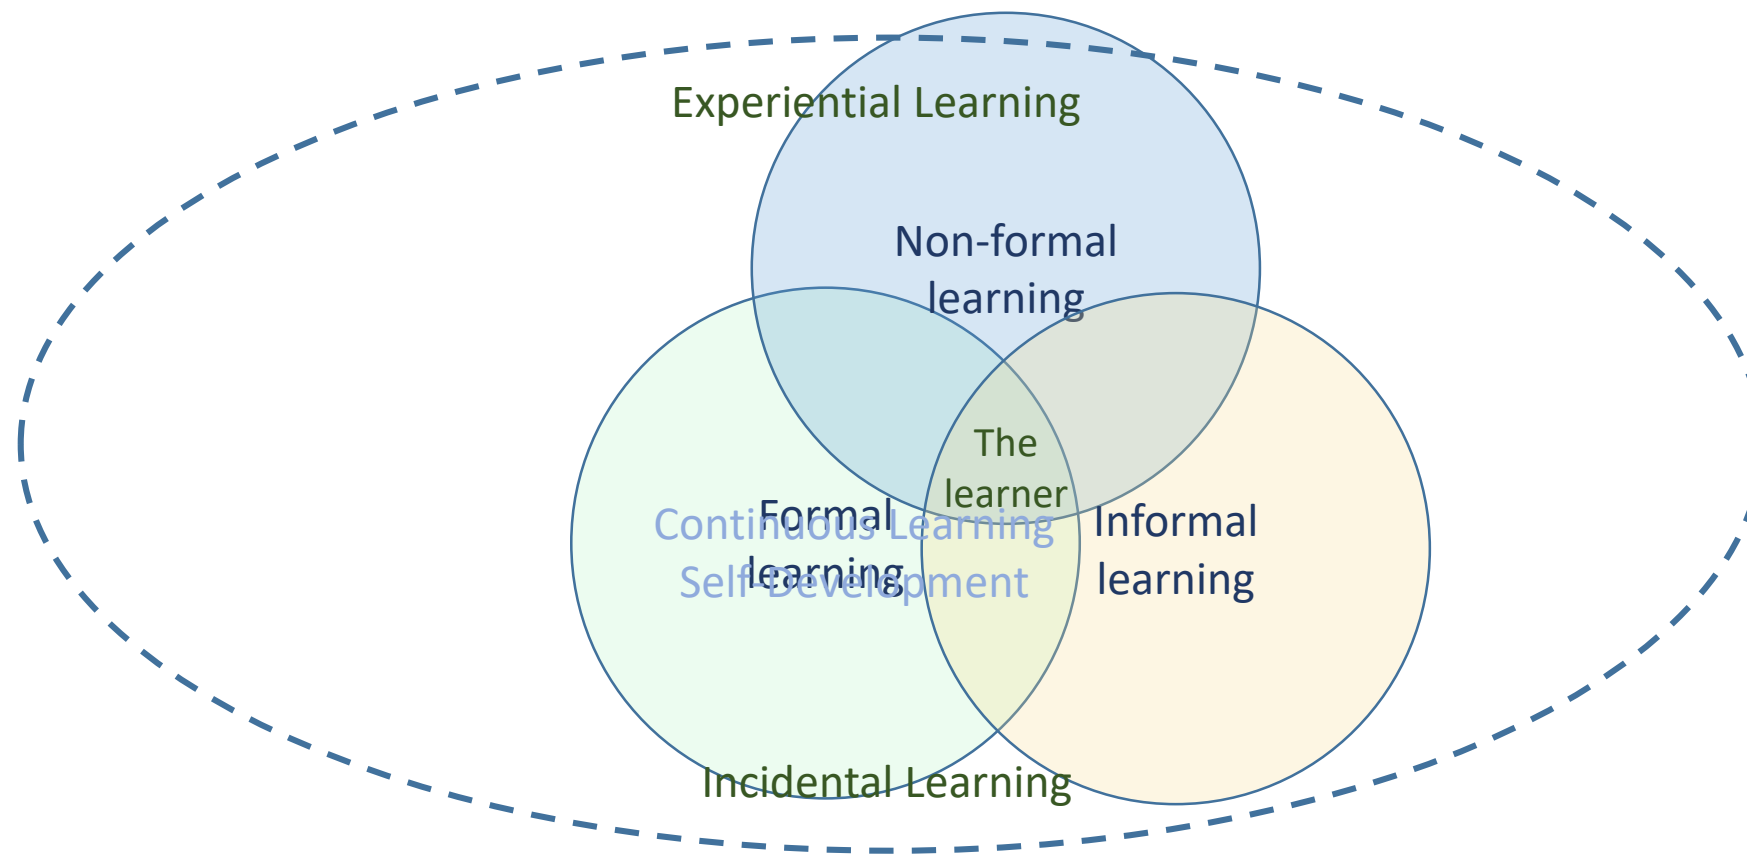 Experiential Learning
Non-formal
learning
The
learner
Formal
learning
Continuous Learning
Self-Development
Informal
learning
Incidental Learning